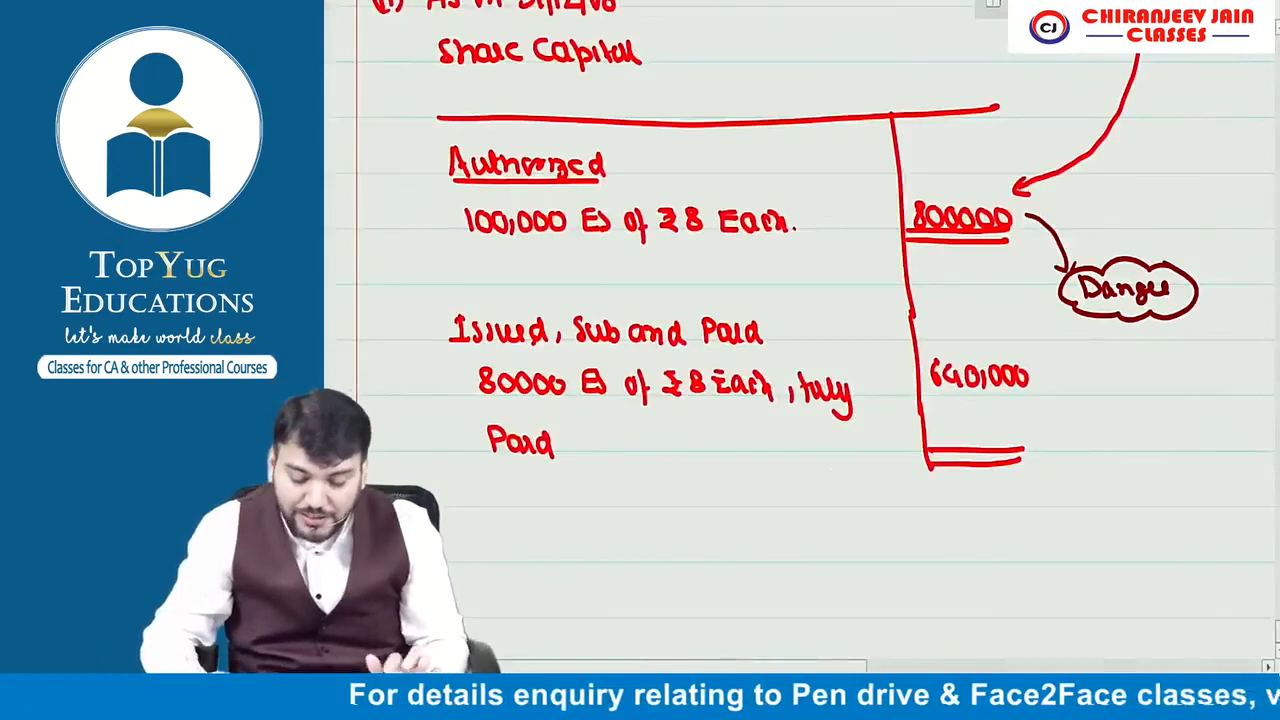 CHIRANJEEV JAIN
CLASSES
CJ
Share Capital
Authorized
100,000 ES of ₹8 Each.
800000
Danger
Issued, Sub and Paid
80000 ES of ₹8 Each, fully
640,000
Paid
TOPYUG
EDUCATIONS
let's make world class
Classes for CA & other Professional Courses
For details enquiry relating to Pen drive & Face2Face classes, v